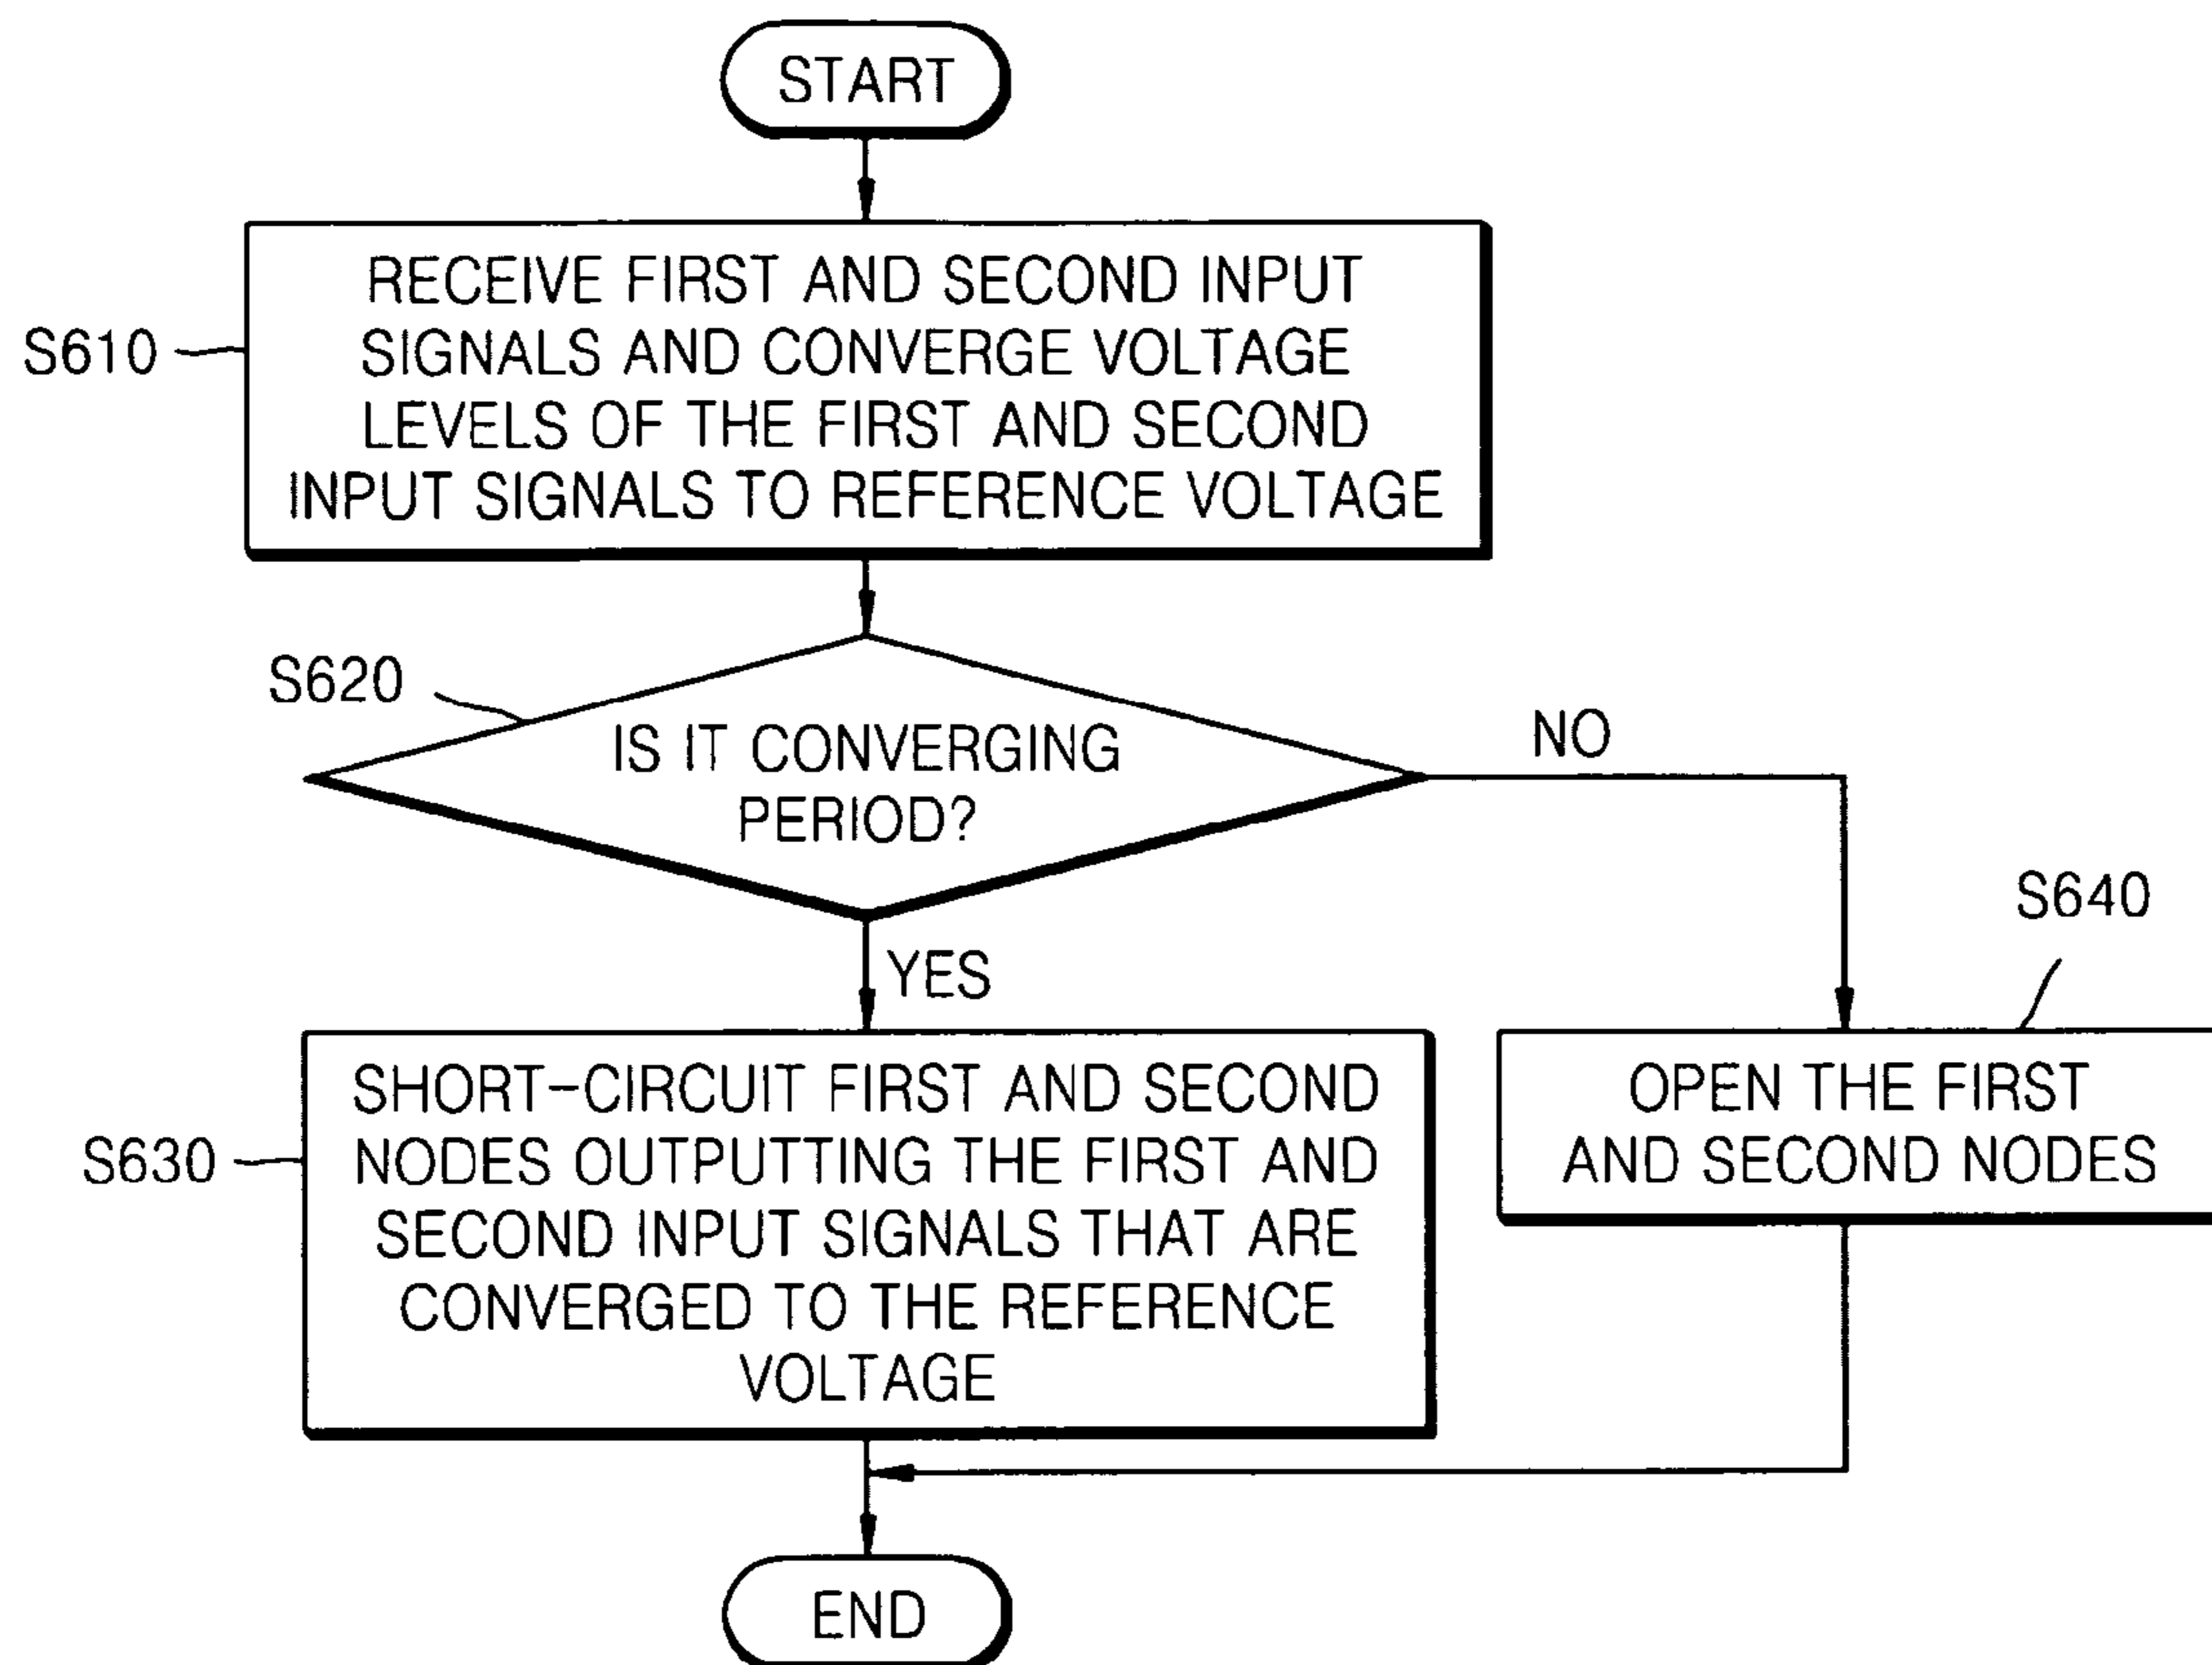 START
S610
RECEIVE FIRST AND SECOND INPUT
SIGNALS AND CONVERGE VOLTAGE
LEVELS OF THE FIRST AND SECOND
INPUT SIGNALS TO REFERENCE VOLTAGE
S620
IS IT CONVERGING
PERIOD?
NO
YES
S630
SHORT-CIRCUIT FIRST AND SECOND
NODES OUTPUTTING THE FIRST AND
SECOND INPUT SIGNALS THAT ARE
CONVERGED TO THE REFERENCE
VOLTAGE
S640
OPEN THE FIRST
AND SECOND NODES
END